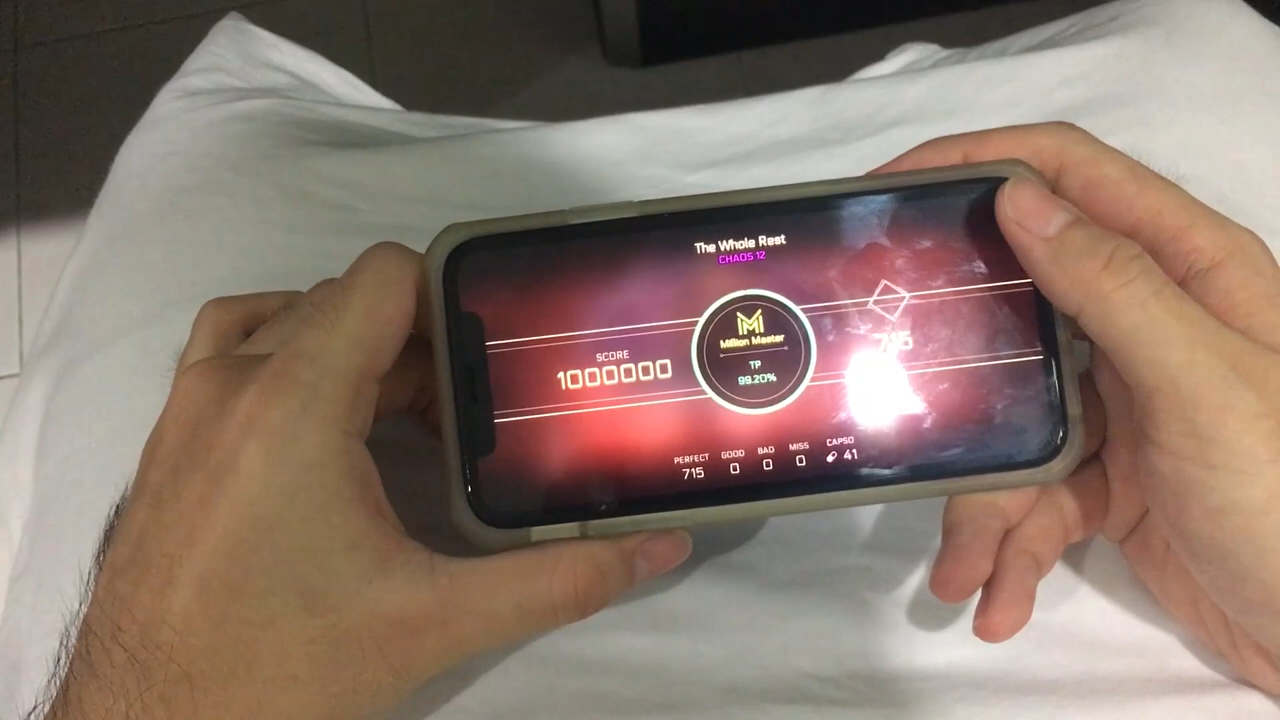 The Whole Rest
CHAOS 12
SCORE
1000000
Million Master
TP
99.20%
715
PERFECT GOOD BAD MISS CAPSO
715 0 0 0 41